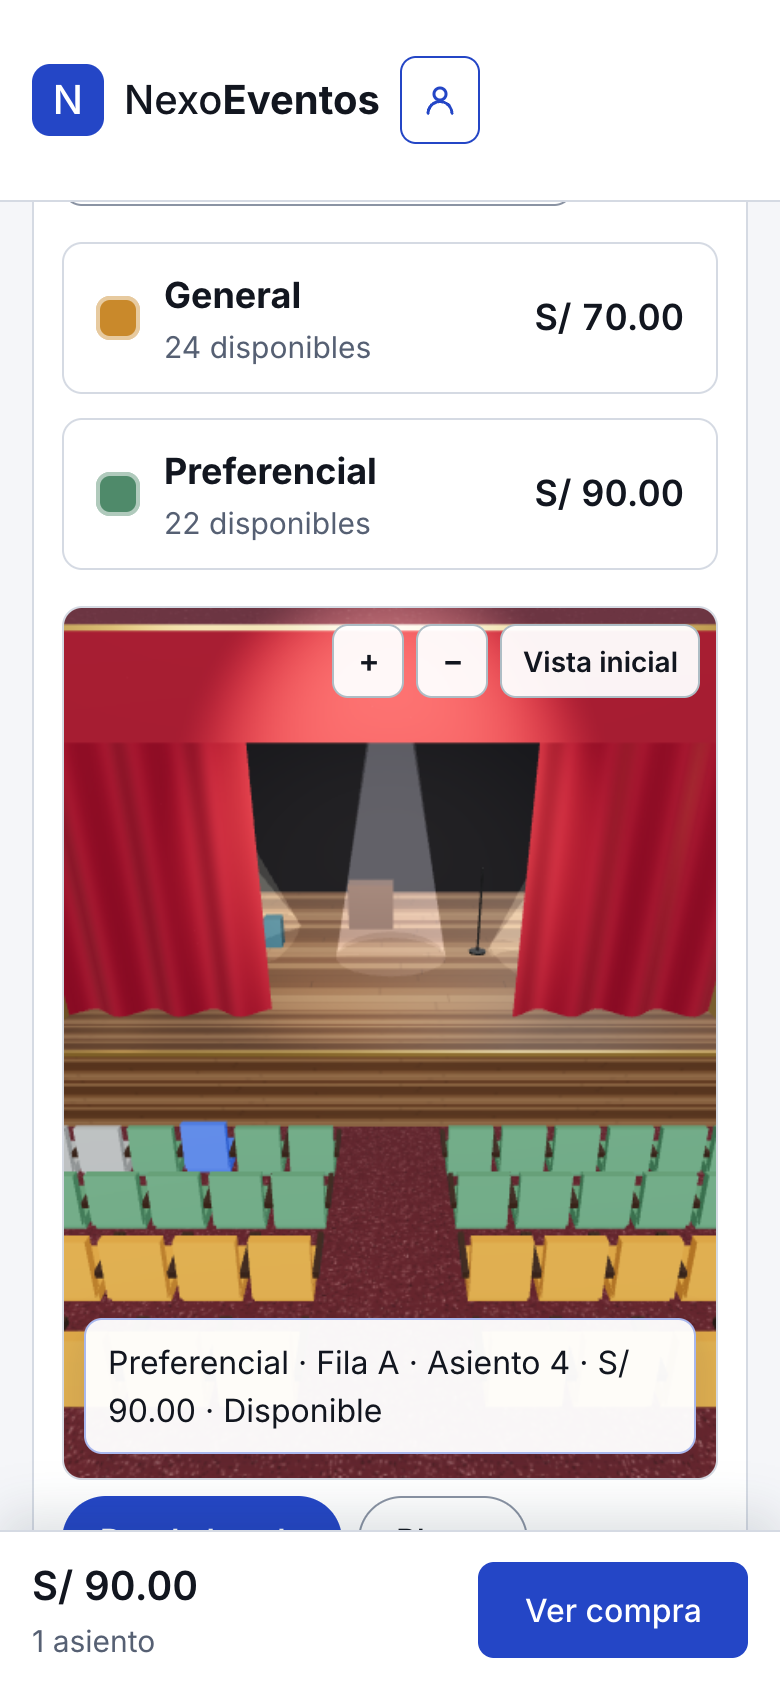 N NexoEventos
General
24 disponibles
S/ 70.00
Preferencial
22 disponibles
S/ 90.00
+ − Vista inicial
Preferencial · Fila A · Asiento 4 · S/
90.00 · Disponible
S/ 90.00
1 asiento
Ver compra